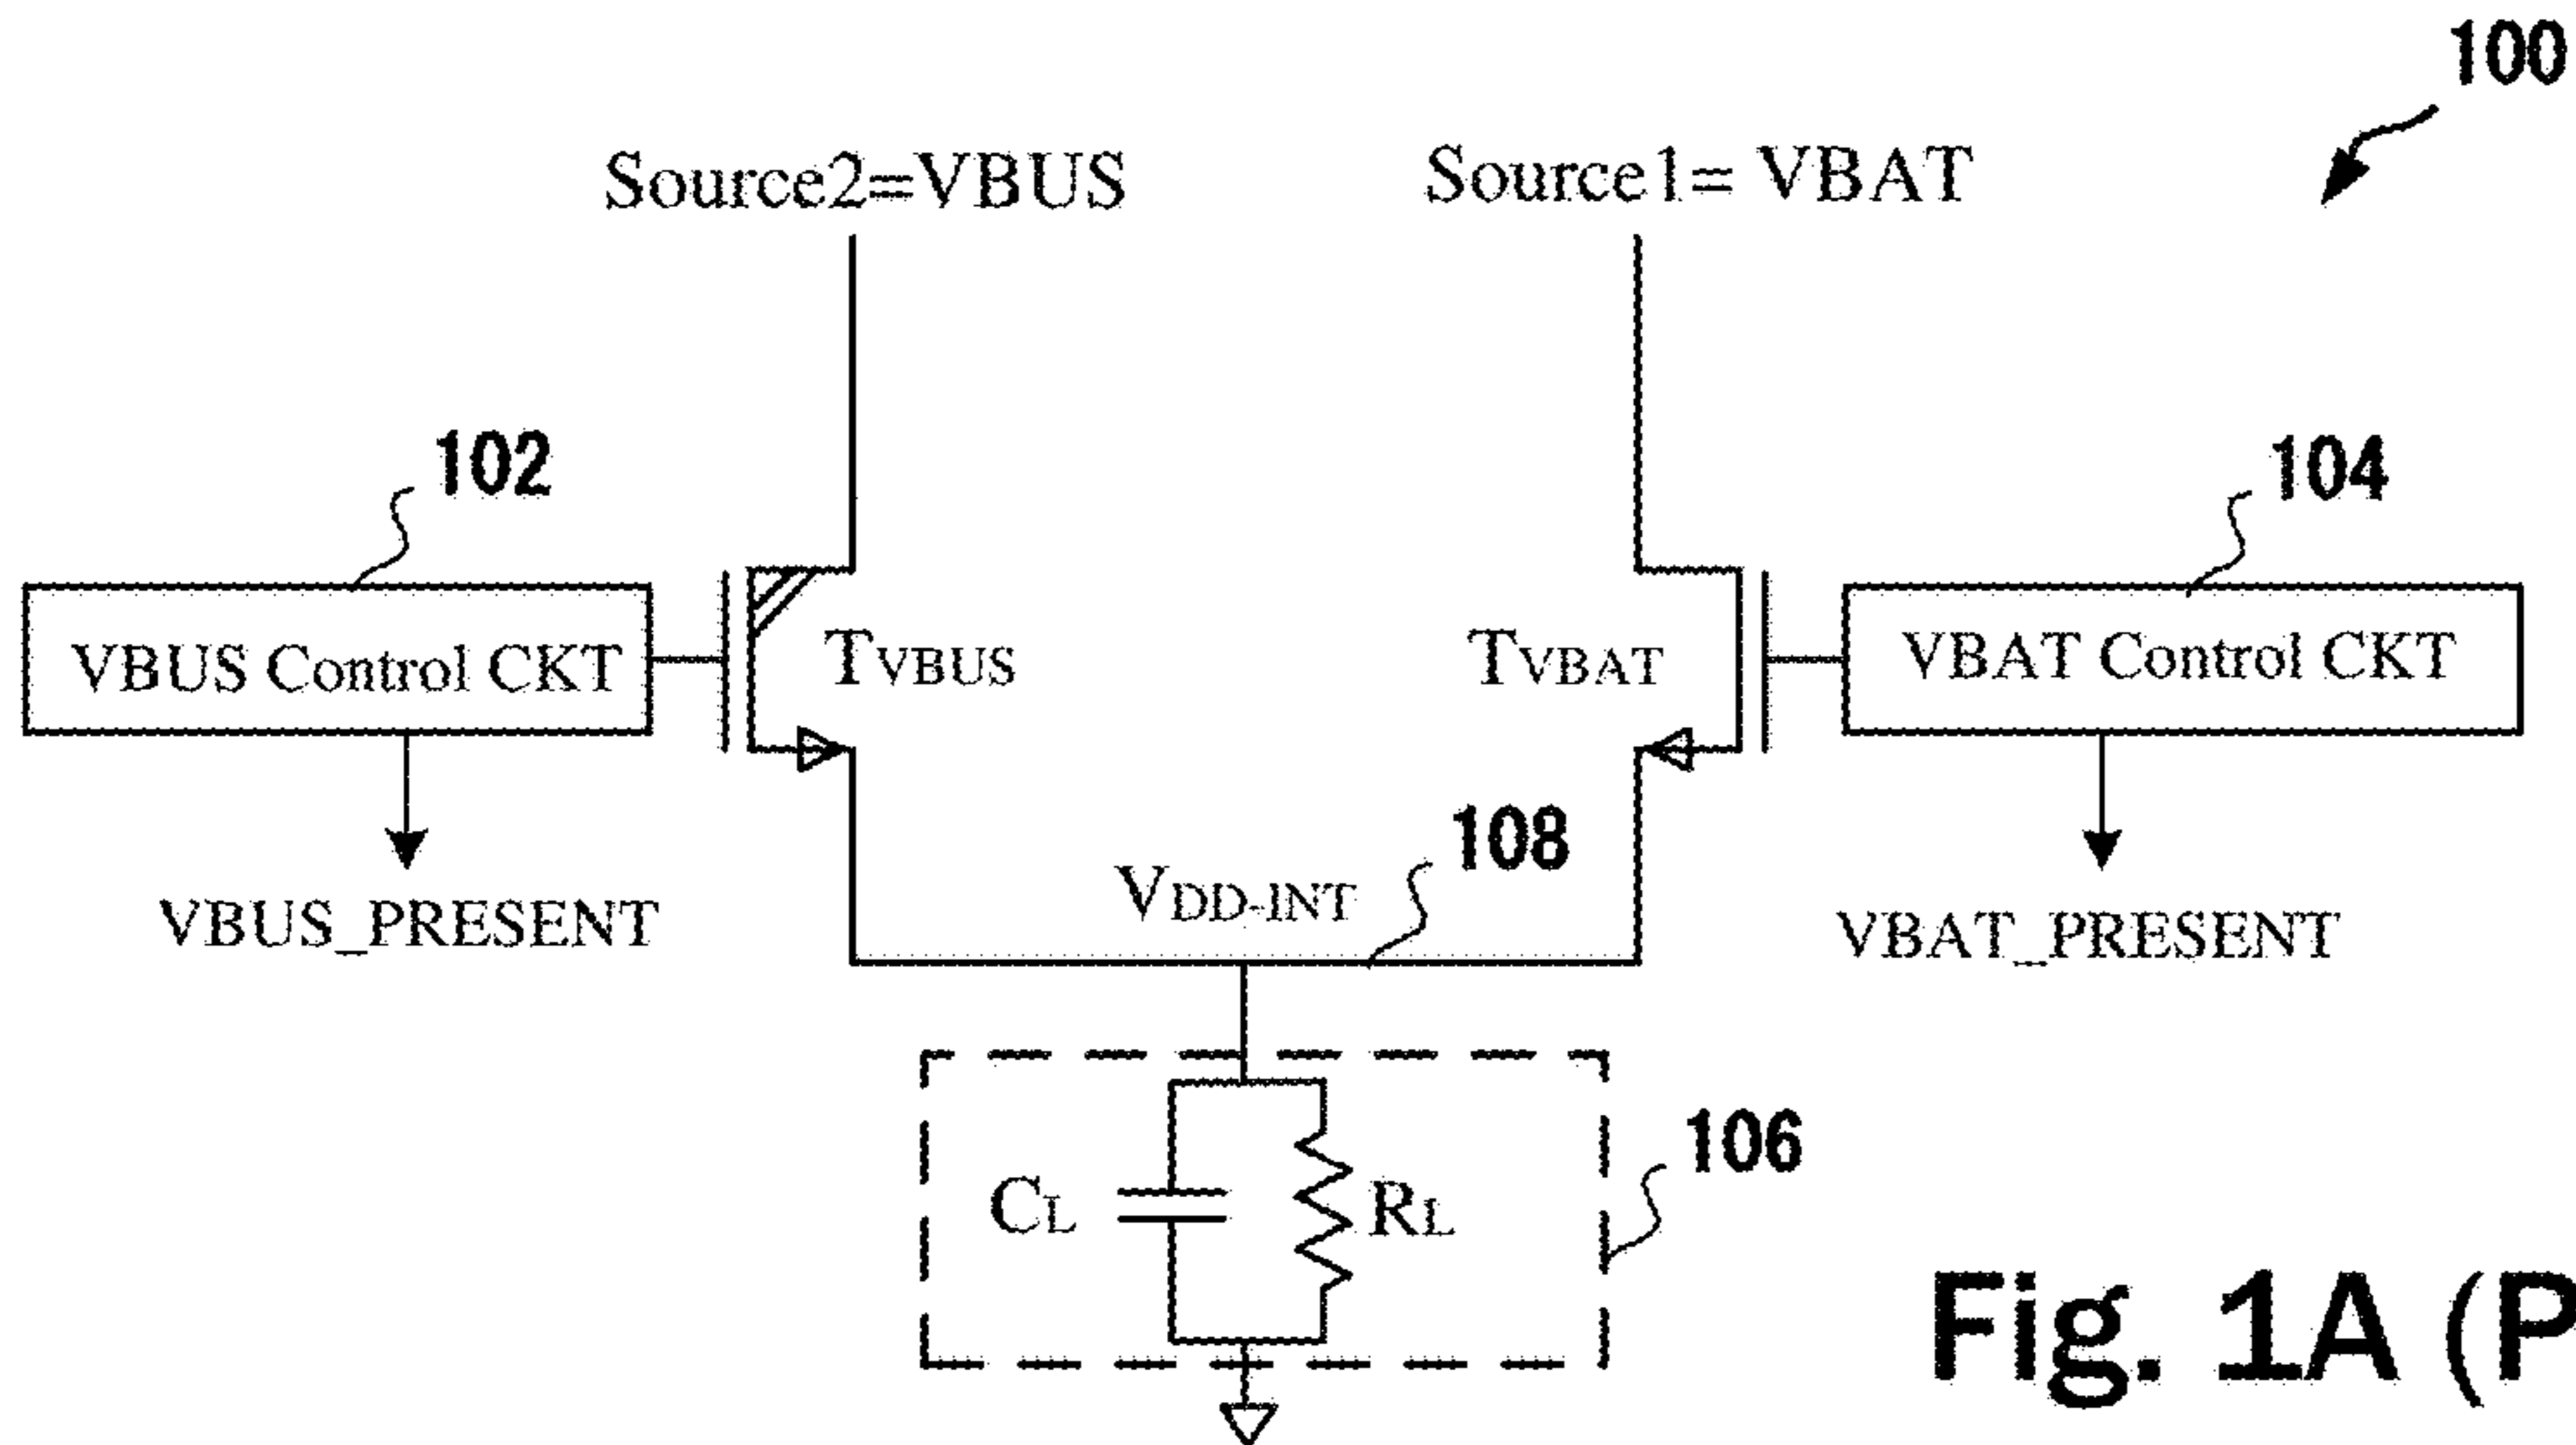 100
Source2=VBUS
Source1= VBAT
102
104
VBUS Control CKT
TVBUS
TVBAT
VBAT Control CKT
108
VDD-INT
VBUS_PRESENT
VBAT_PRESENT
106
CL
RL
Fig. 1A (P